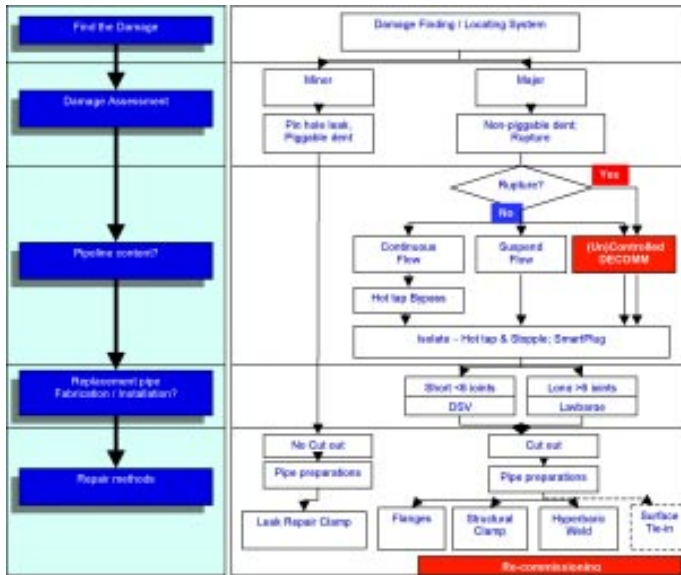 Find the Damage
Damage Finding / Locating System
Minor
Major
Damage Assessment
Pin hole leak,
Piggable dent
Non-piggable dent;
Rupture
Rupture?
Yes
No
Pipeline content?
Continuous
Flow
Suspend
Flow
(Un)Controlled
DECOMM
Hot tap Bypass
Isolate – Hot tap & Stopple; SmartPlug
Replacement pipe
Fabrication / Installation?
Short <8 joints
Long >8 joints
DSV
Laybarge
No Cut out
Cut out
Repair methods
Pipe preparations
Pipe preparations
Leak Repair Clamp
Flanges
Structural
Clamp
Hyperbaric
Weld
Surface
Tie-in
Re-commissioning